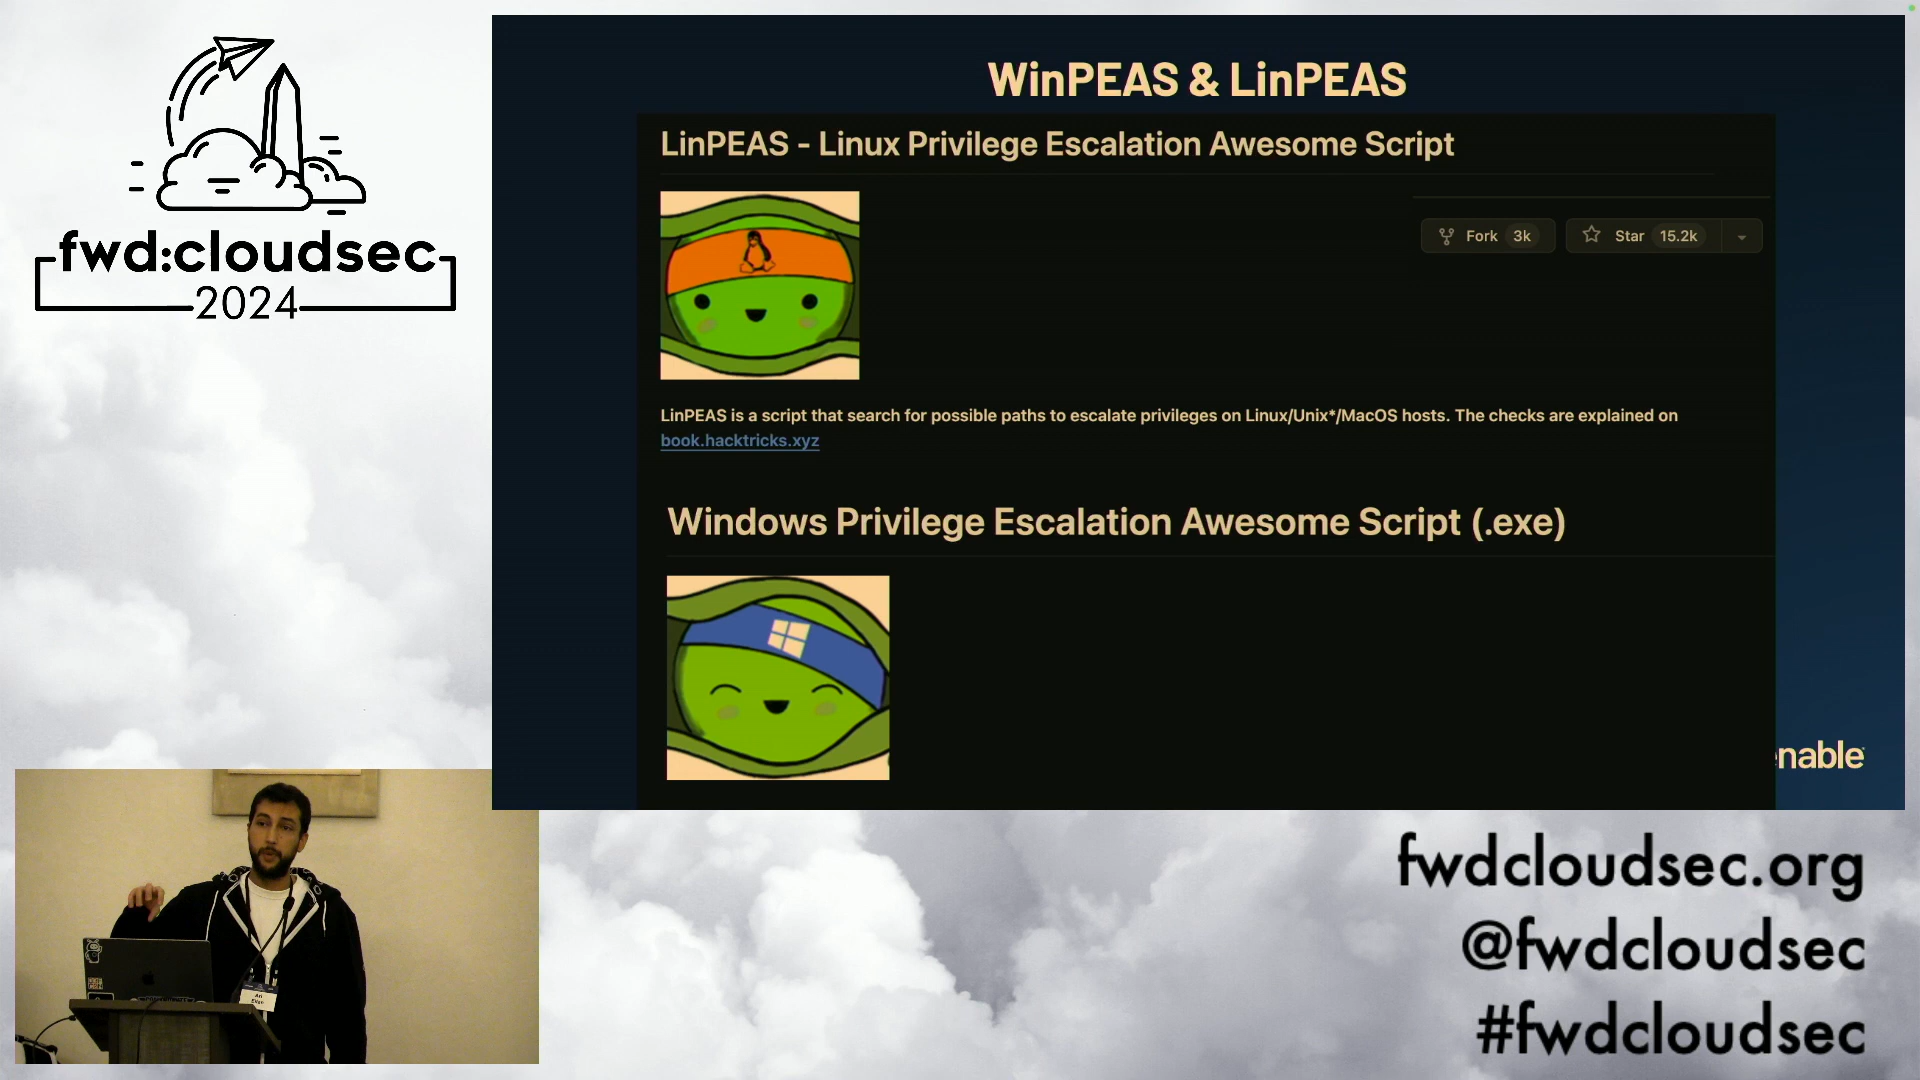 fwd:cloudsec
2024
WinPEAS & LinPEAS
LinPEAS - Linux Privilege Escalation Awesome Script
Fork 3k
Star 15.2k
LinPEAS is a script that search for possible paths to escalate privileges on Linux/Unix*/MacOS hosts. The checks are explained on
book.hacktricks.xyz
Windows Privilege Escalation Awesome Script (.exe)
enable
fwdcloudsec.org
@fwdcloudsec
#fwdcloudsec